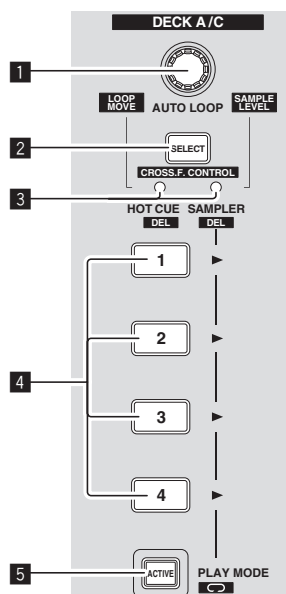 DECK A/C
1
LOOP MOVE
AUTO LOOP
SAMPLE LEVEL
2
SELECT
CROSS.F. CONTROL
3
HOT CUE SAMPLER
DEL DEL
1
2
4
3
4
5
ACTIVE
PLAY MODE